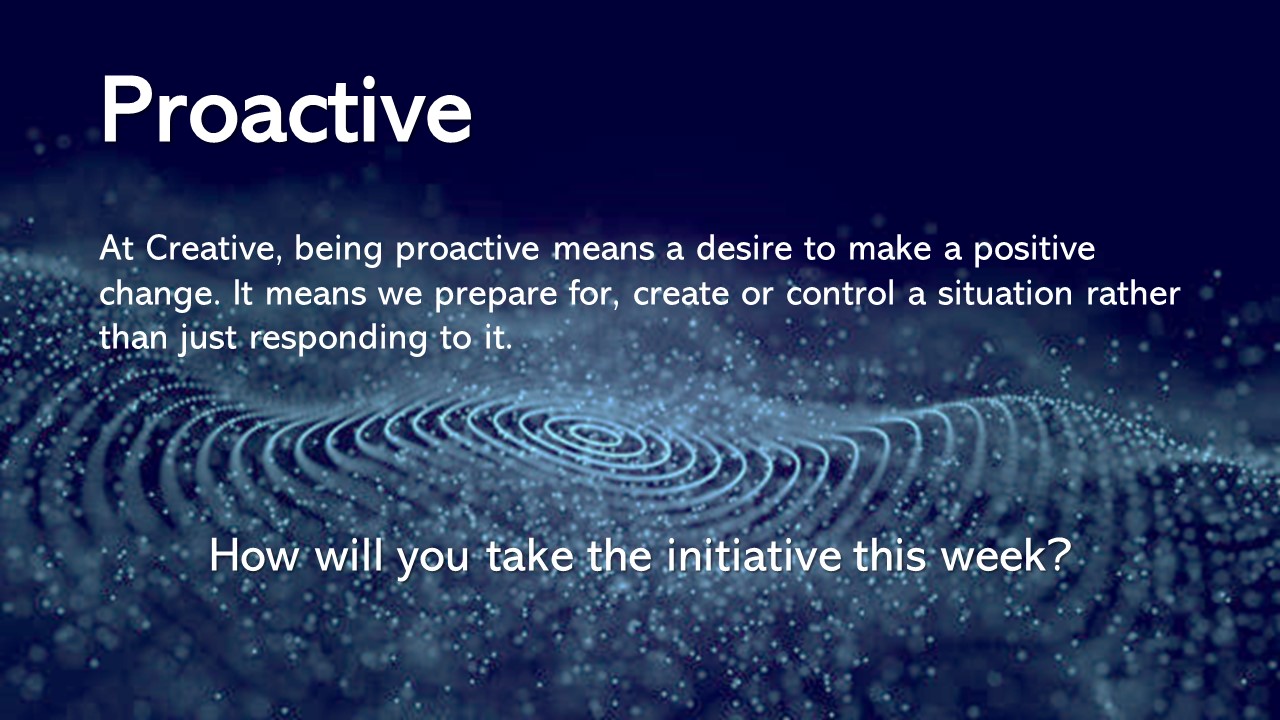 Proactive
At Creative, being proactive means a desire to make a positive
change. It means we prepare for, create or control a situation rather
than just responding to it.
How will you take the initiative this week?